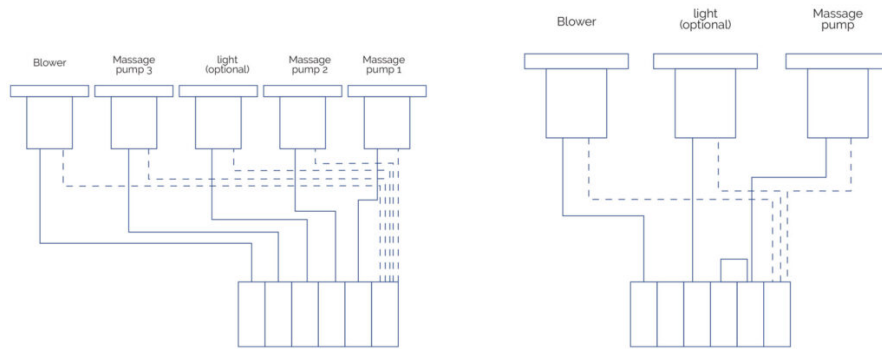 Blower
Massage
pump 3
light
(optional)
Massage
pump 2
Massage
pump 1
Blower
light
(optional)
Massage
pump